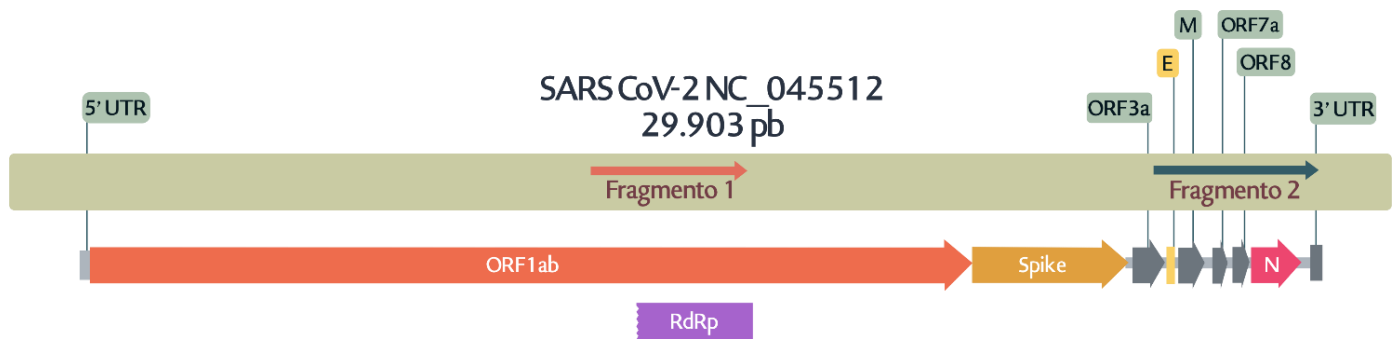 M
ORF7a
E
ORF8
SARS CoV-2 NC_045512
29.903 pb
5' UTR
ORF3a
3' UTR
Fragmento 1
Fragmento 2
ORF1ab
Spike
N
RdRp